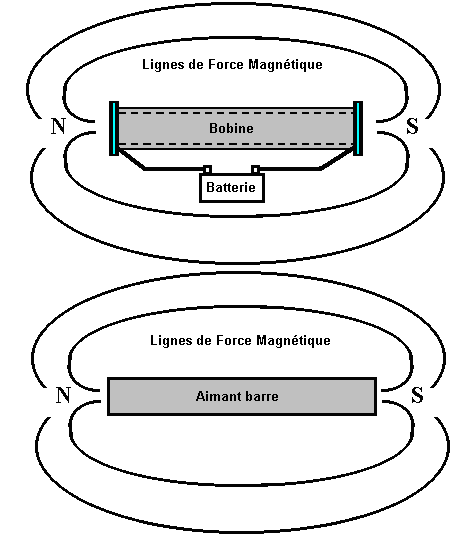 Lignes de Force Magnétique
N
S
Bobine
Batterie
Lignes de Force Magnétique
N
S
Aimant barre